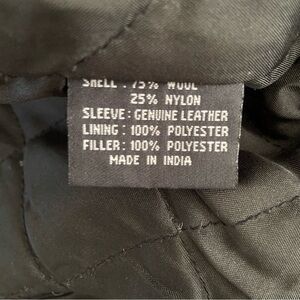 SHELL : 75% WOOL
25% NYLON
SLEEVE : GENUINE LEATHER
LINING : 100% POLYESTER
FILLER : 100% POLYESTER
MADE IN INDIA